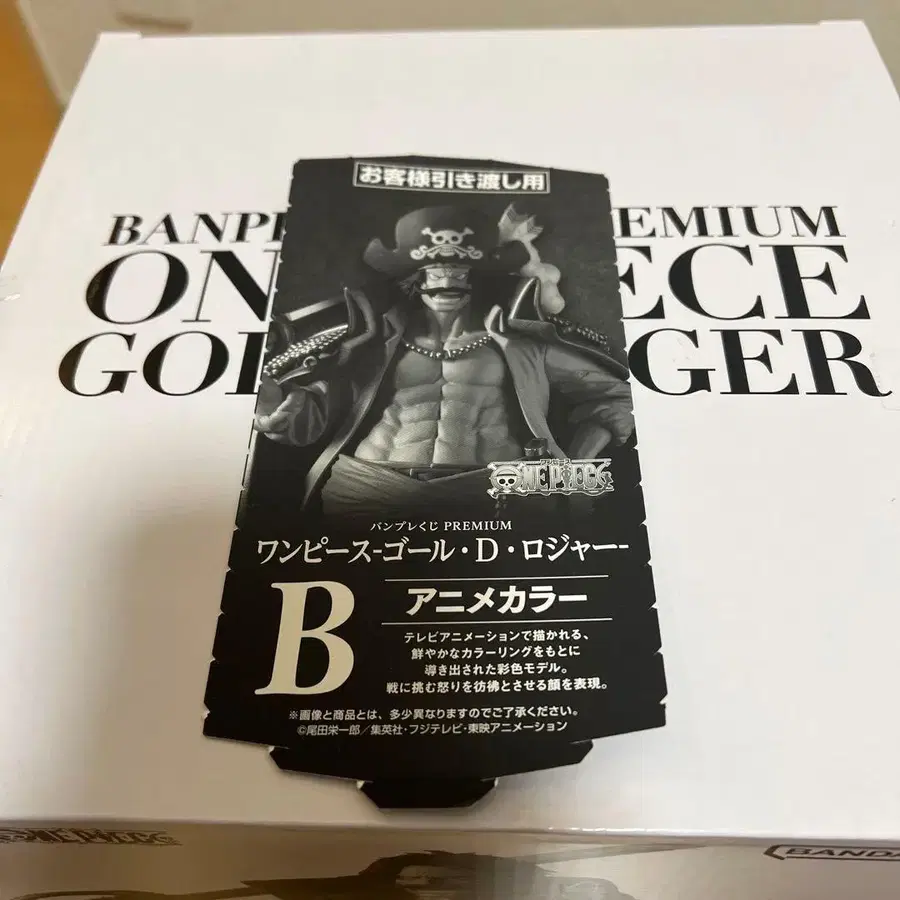 お客様引き渡し用
BANP
EMIUM
ON
ECE
GO
GER
ONE PIECE
バンプレくじ PREMIUM
ワンピース-ゴール・D・ロジャー-
B
アニメカラー
テレビアニメーションで描かれる、
鮮やかなカラーリングをもとに
導き出された彩色モデル。
戦に挑む怒りを彷彿とさせる顔を表現。
※画像と商品とは、多少異なりますのでご了承ください。
©尾田栄一郎／集英社・フジテレビ・東映アニメーション
ONE PIECE
BANDA